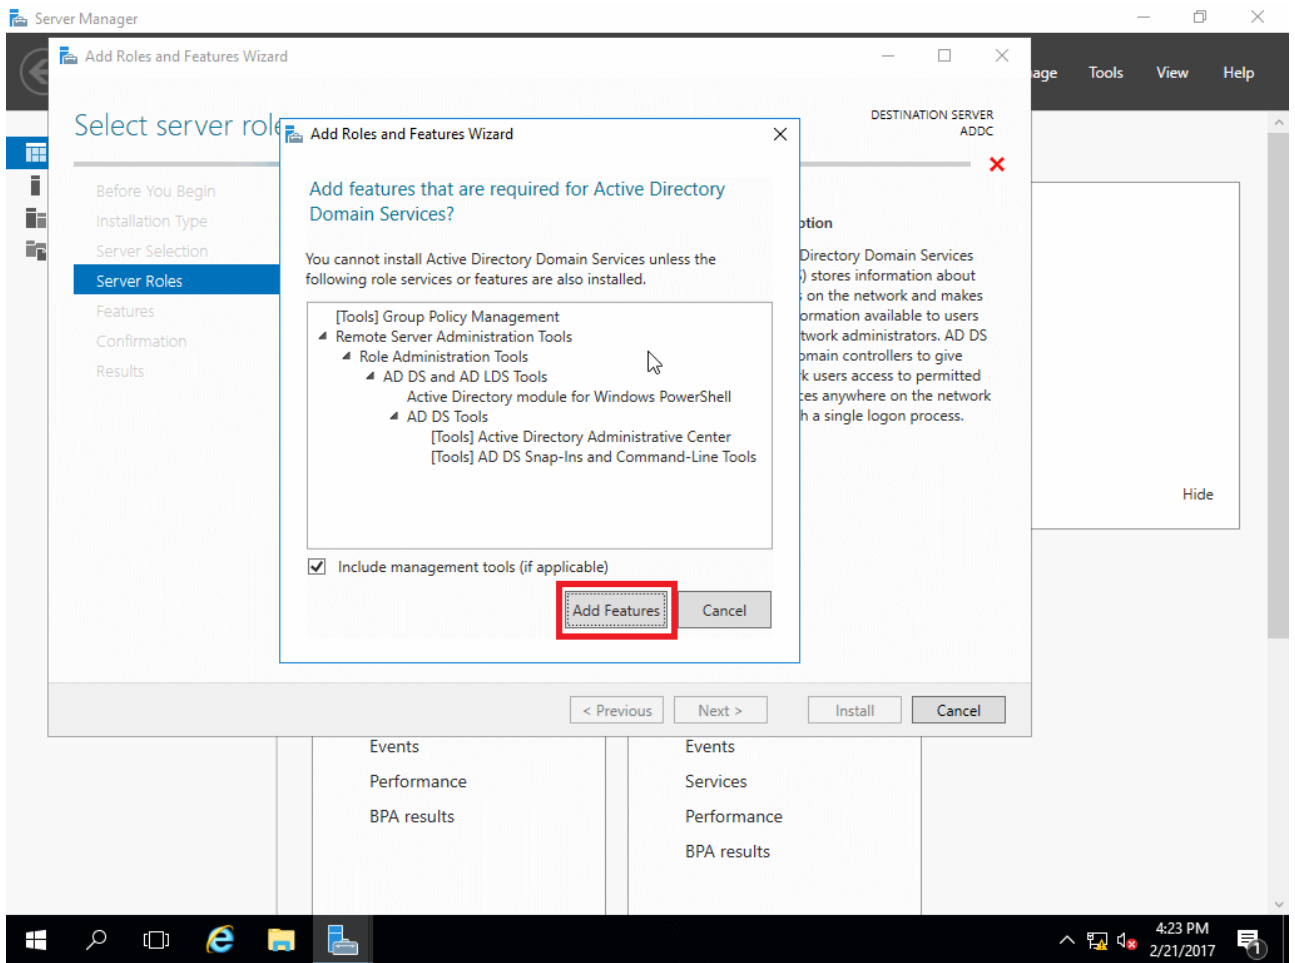 Server Manager
Add Roles and Features Wizard
age Tools View Help
Select server role
DESTINATION SERVER
ADDC
Before You Begin
Installation Type
Server Selection
Server Roles
Features
Confirmation
Results
Add Roles and Features Wizard
Add features that are required for Active Directory
Domain Services?
You cannot install Active Directory Domain Services unless the
following role services or features are also installed.
[Tools] Group Policy Management
Remote Server Administration Tools
Role Administration Tools
AD DS and AD LDS Tools
Active Directory module for Windows PowerShell
AD DS Tools
[Tools] Active Directory Administrative Center
[Tools] AD DS Snap-Ins and Command-Line Tools
Include management tools (if applicable)
Add Features Cancel
ption
Directory Domain Services
) stores information about
on the network and makes
ormation available to users
twork administrators. AD DS
omain controllers to give
k users access to permitted
ces anywhere on the network
h a single logon process.
Hide
< Previous Next > Install Cancel
Events
Performance
BPA results
Events
Services
Performance
BPA results
4:23 PM
2/21/2017
1